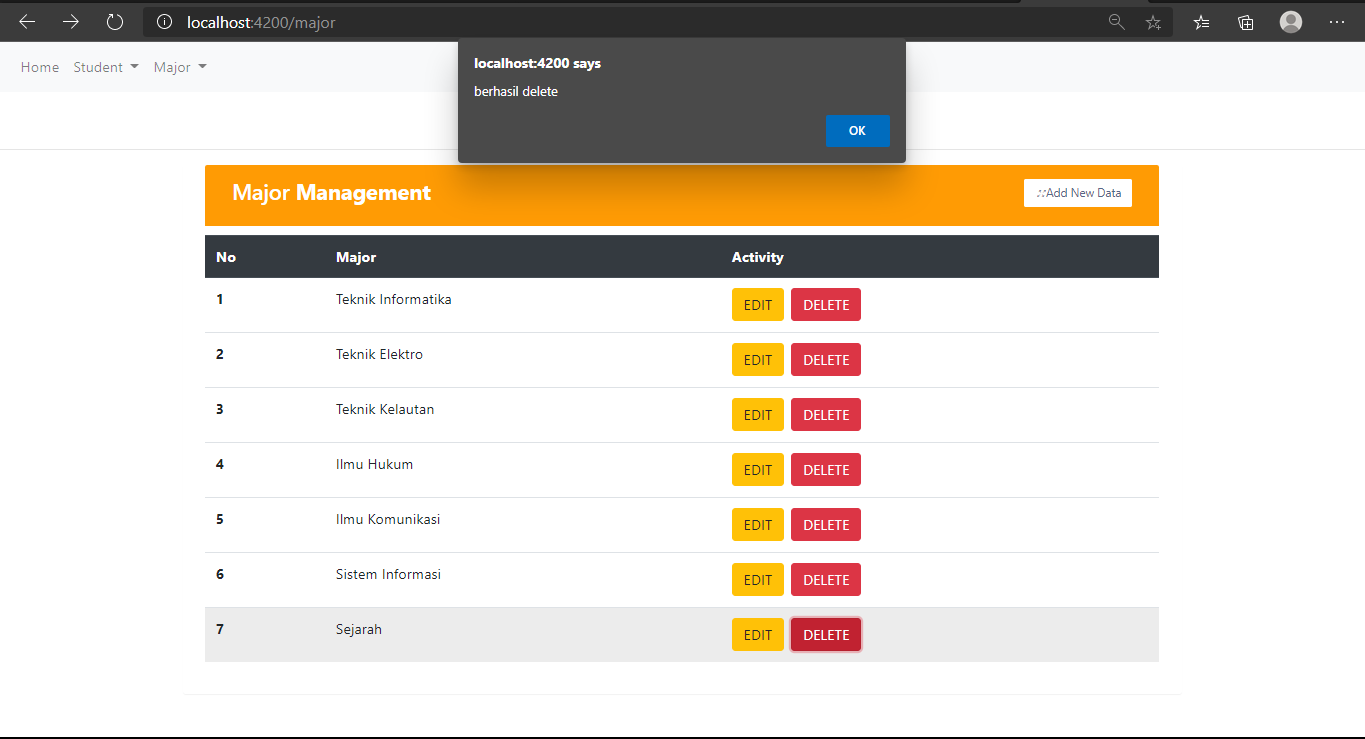 localhost:4200/major
localhost:4200 says
berhasil delete
OK
Home Student Major
Major Management
Add New Data
No Major Activity
1 Teknik Informatika EDIT DELETE
2 Teknik Elektro EDIT DELETE
3 Teknik Kelautan EDIT DELETE
4 Ilmu Hukum EDIT DELETE
5 Ilmu Komunikasi EDIT DELETE
6 Sistem Informasi EDIT DELETE
7 Sejarah EDIT DELETE